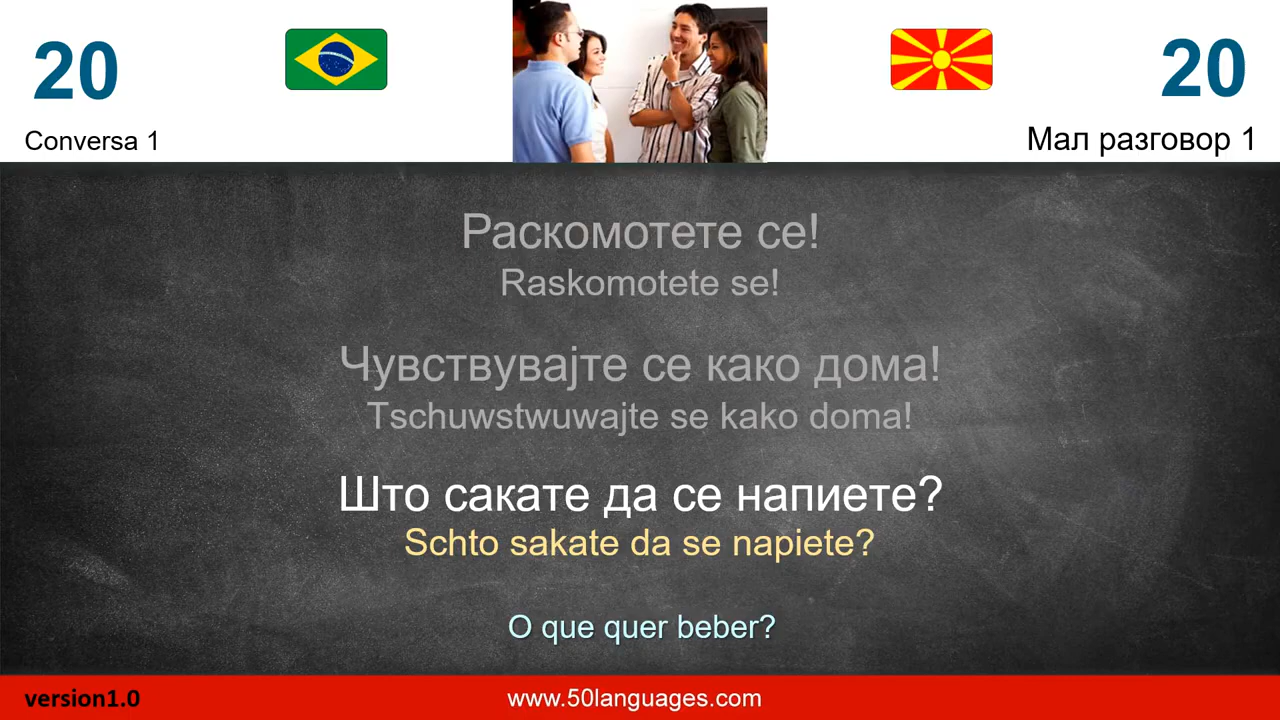 20
20
Conversa 1
Мал разговор 1
Раскомотете се!
Raskomotete se!
Чувствувајте се како дома!
Tschuwstwuwajte se kako doma!
Што сакате да се напиете?
Schto sakate da se napiete?
O que quer beber?
version1.0
www.50languages.com